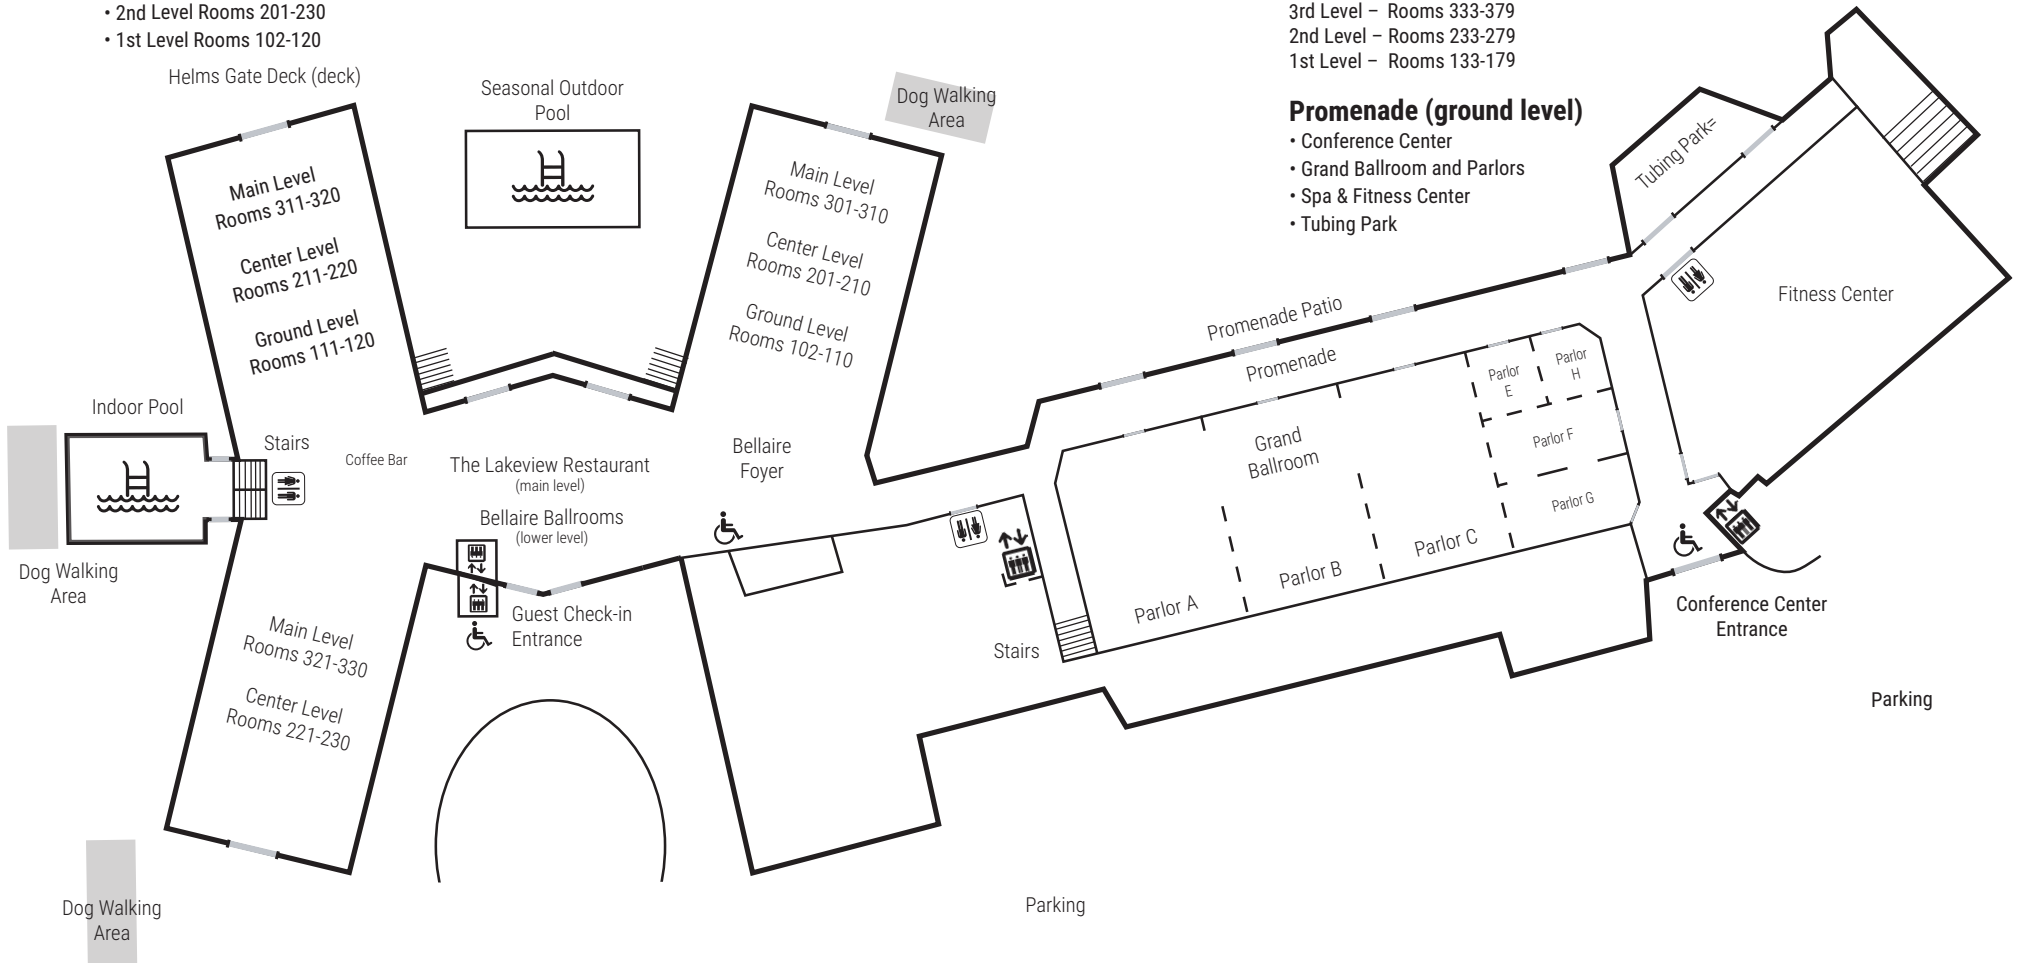 • 2nd Level Rooms 201-230
• 1st Level Rooms 102-120
Helms Gate Deck (deck)
Seasonal Outdoor
Pool
Dog Walking
Area
3rd Level – Rooms 333-379
2nd Level – Rooms 233-279
1st Level – Rooms 133-179
Promenade (ground level)
• Conference Center
• Grand Ballroom and Parlors
• Spa & Fitness Center
• Tubing Park
Tubing Park=
Main Level
Rooms 311-320
Center Level
Rooms 211-220
Ground Level
Rooms 111-120
Main Level
Rooms 301-310
Center Level
Rooms 201-210
Ground Level
Rooms 102-110
Fitness Center
Promenade Patio
Promenade
Parlor
E
Parlor
H
Parlor F
Parlor G
Grand
Ballroom
Parlor A
Parlor B
Parlor C
Indoor Pool
Stairs
Coffee Bar
The Lakeview Restaurant
(main level)
Bellaire
Foyer
Bellaire Ballrooms
(lower level)
Dog Walking
Area
Guest Check-in
Entrance
Stairs
Conference Center
Entrance
Main Level
Rooms 321-330
Center Level
Rooms 221-230
Parking
Dog Walking
Area
Parking